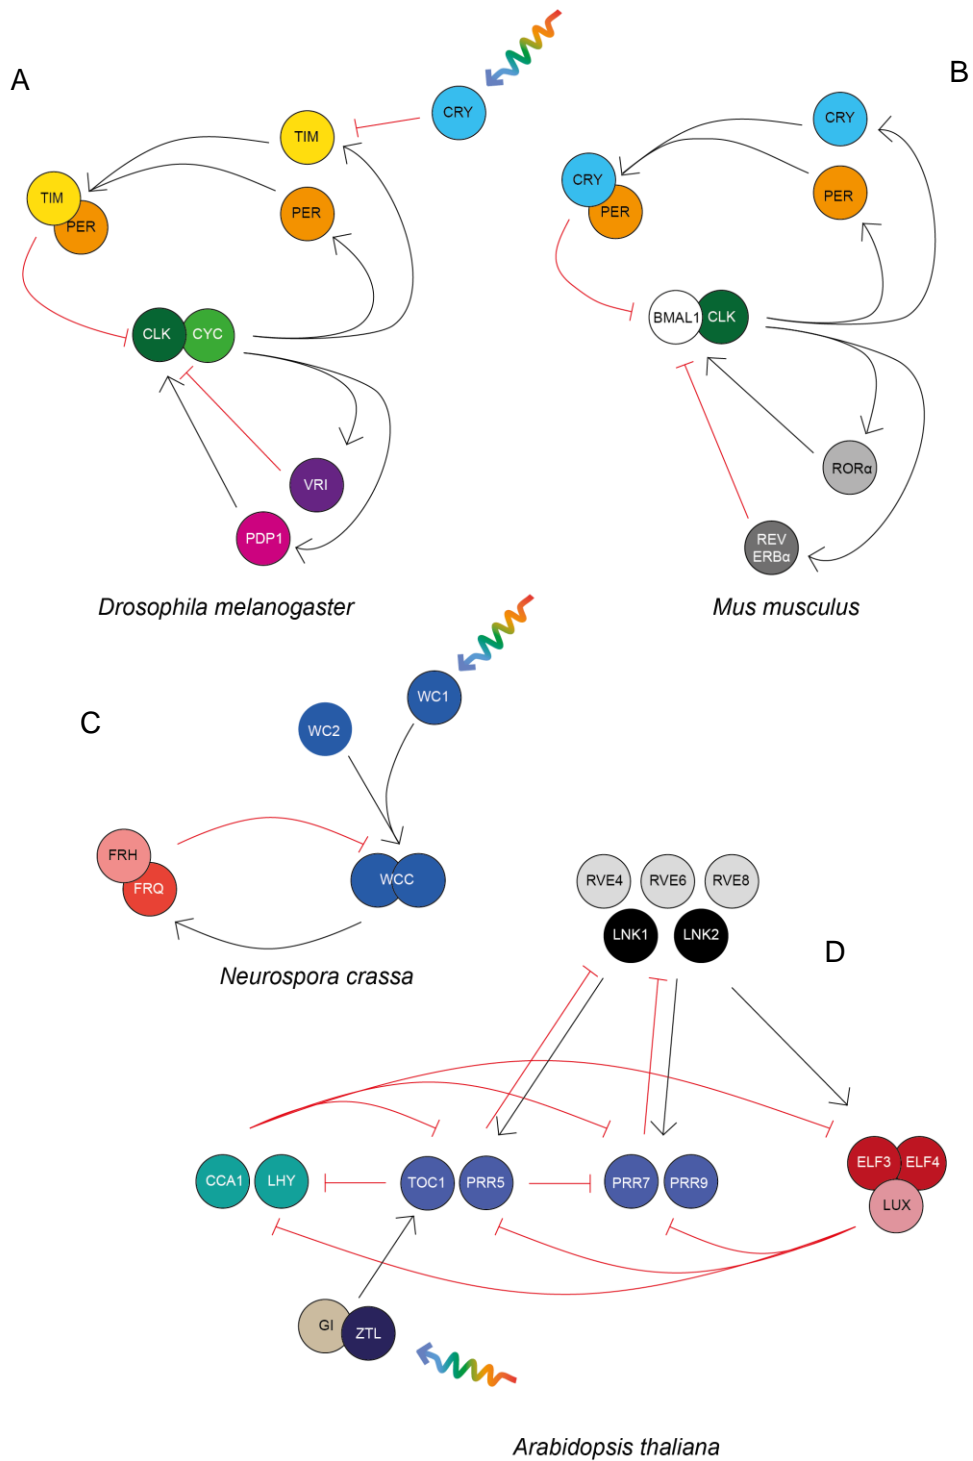 A
B
CRY
TIM
CRY
TIM
PER
PER
CRY
PER
PER
CLK
CYC
BMAL1
CLK
VRI
PDP1
RORα
REV
ERBα
Drosophila melanogaster
Mus musculus
C
WC2
WC1
FRH
FRQ
WCC
Neurospora crassa
RVE4
RVE6
RVE8
LNK1
LNK2
D
CCA1
LHY
TOC1
PRR5
PRR7
PRR9
ELF3
ELF4
LUX
GI
ZTL
Arabidopsis thaliana